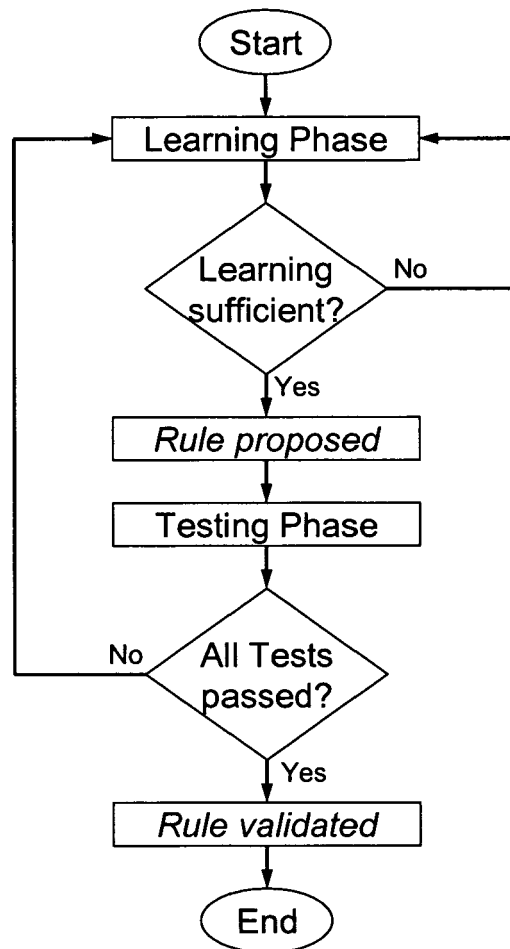 Start
Learning Phase
Learning
sufficient?
No
Yes
Rule proposed
Testing Phase
No
All Tests
passed?
Yes
Rule validated
End